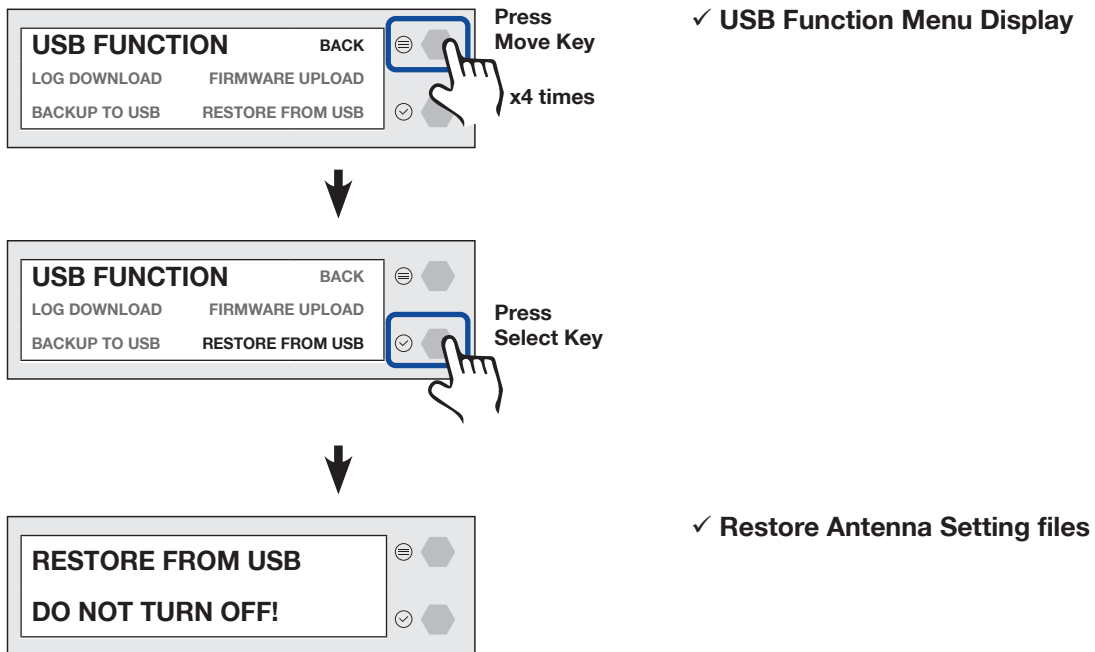 Press
Move Key
x4 times
✓ USB Function Menu Display
USB FUNCTION BACK
LOG DOWNLOAD FIRMWARE UPLOAD
BACKUP TO USB RESTORE FROM USB
USB FUNCTION BACK
LOG DOWNLOAD FIRMWARE UPLOAD
BACKUP TO USB RESTORE FROM USB
Press
Select Key
✓ Restore Antenna Setting files
RESTORE FROM USB
DO NOT TURN OFF!